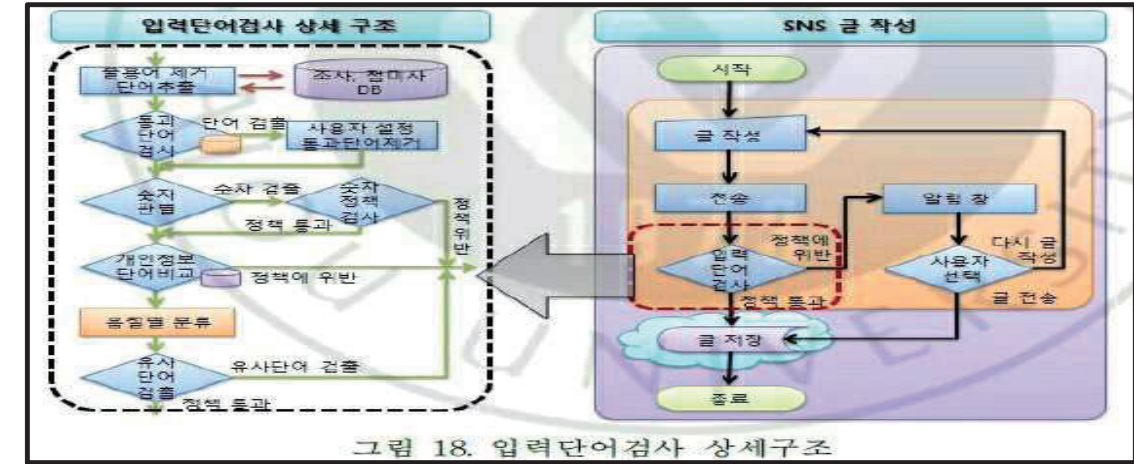 입력단어검사 상세 구조
불용어 제거
단어추출
조사, 접미사
DB
통과
단어
검사
단어 검출
사용자 설정
통과단어제거
숫자
판별
숫자 검출
숫자
정책
검사
정책
위반
정책 통과
개인정보
단어비교
정책에 위반
음절별 분류
유사
단어
검출
유사단어 검출
정책 통과
SNS 글 작성
시작
글 작성
전송
알림 창
입력
단어
검사
정책에
위반
정책 통과
사용자
선택
다시 글
작성
글 전송
글 저장
종료
그림 18. 입력단어검사 상세구조